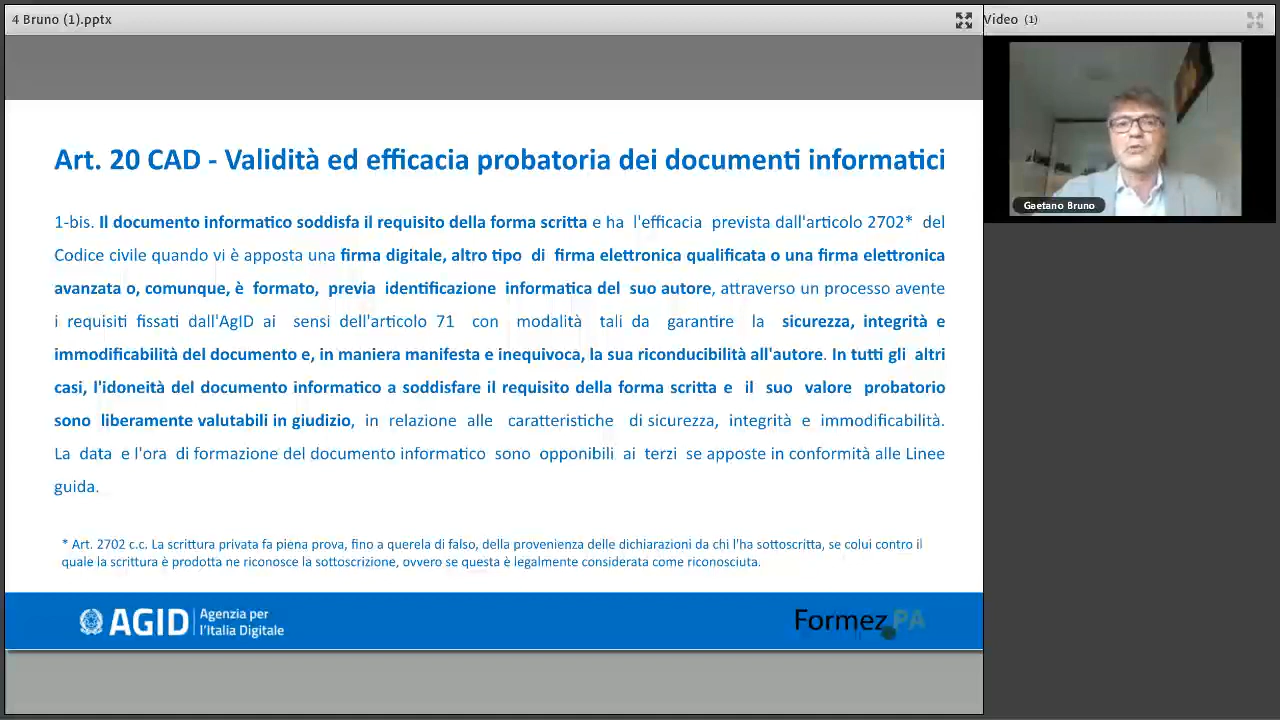 4 Bruno (1).pptx
Video (1)
Gaetano Bruno
Art. 20 CAD - Validità ed efficacia probatoria dei documenti informatici
1-bis. Il documento informatico soddisfa il requisito della forma scritta e ha l'efficacia prevista dall'articolo 2702* del
Codice civile quando vi è apposta una firma digitale, altro tipo di firma elettronica qualificata o una firma elettronica
avanzata o, comunque, è formato, previa identificazione informatica del suo autore, attraverso un processo avente
i requisiti fissati dall'AgID ai sensi dell'articolo 71 con modalità tali da garantire la sicurezza, integrità e
immodificabilità del documento e, in maniera manifesta e inequivoca, la sua riconducibilità all'autore. In tutti gli altri
casi, l'idoneità del documento informatico a soddisfare il requisito della forma scritta e il suo valore probatorio
sono liberamente valutabili in giudizio, in relazione alle caratteristiche di sicurezza, integrità e immodificabilità.
La data e l'ora di formazione del documento informatico sono opponibili ai terzi se apposte in conformità alle Linee
guida.
* Art. 2702 c.c. La scrittura privata fa piena prova, fino a querela di falso, della provenienza delle dichiarazioni da chi l'ha sottoscritta, se colui contro il
quale la scrittura è prodotta ne riconosce la sottoscrizione, ovvero se questa è legalmente considerata come riconosciuta.
AGID
Agenzia per
l'Italia Digitale
Formez PA